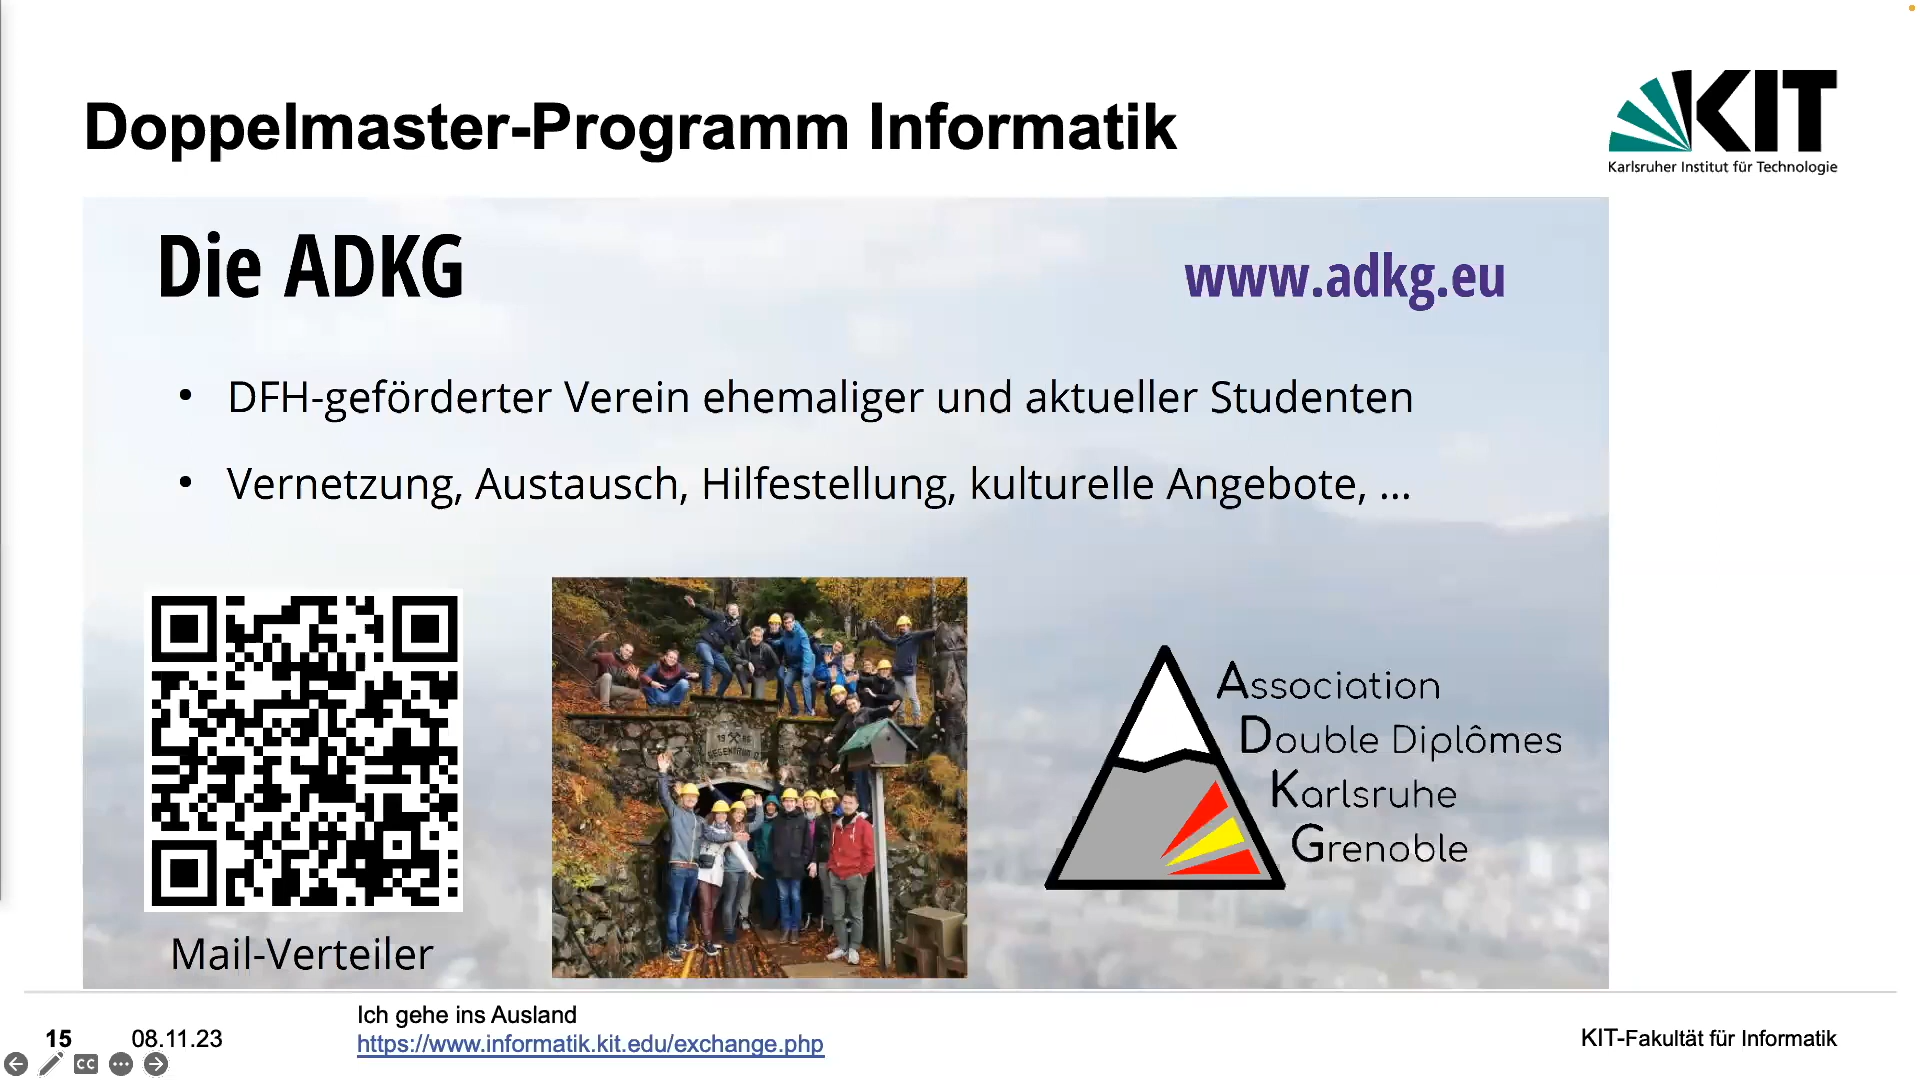 Doppelmaster-Programm Informatik
KIT
Karlsruher Institut für Technologie
Die ADKG
www.adkg.eu
• DFH-geförderter Verein ehemaliger und aktueller Studenten
• Vernetzung, Austausch, Hilfestellung, kulturelle Angebote, ...
Association
Double Diplômes
Karlsruhe
Grenoble
Mail-Verteiler
15
08.11.23
Ich gehe ins Ausland
https://www.informatik.kit.edu/exchange.php
KIT-Fakultät für Informatik
CC